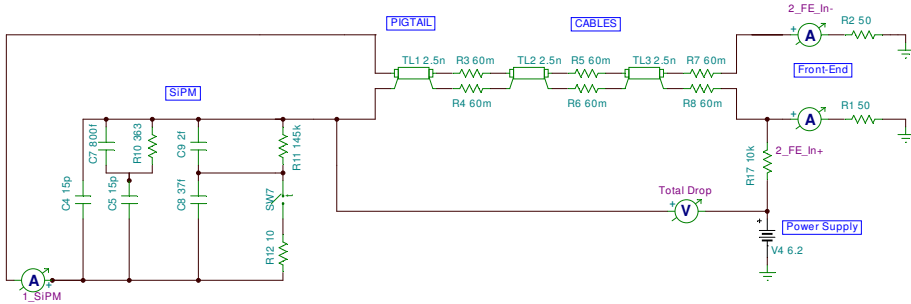 2_FE_In-
PIGTAIL
CABLES
+
A
R2 50
TL1 2.5n
R3 60m
TL2 2.5n
R5 60m
TL3 2.5n
R7 60m
Front-End
R4 60m
R6 60m
R8 60m
SiPM
+
A
R1 50
2_FE_In+
C7 800f
R10 363
C9 2f
R11 145k
R17 10k
C4 15p
C5 15p
C8 37f
SW7
Total Drop
+
V
Power Supply
+
V4 6.2
R12 10
A
+
1_SiPM